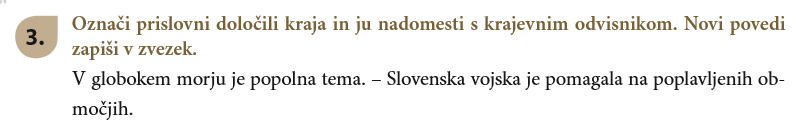 3.
Označi prislovni določili kraja in ju nadomesti s krajevnim odvisnikom. Novi povedi
zapiši v zvezek.
V globokem morju je popolna tema. – Slovenska vojska je pomagala na poplavljenih ob-
močjih.